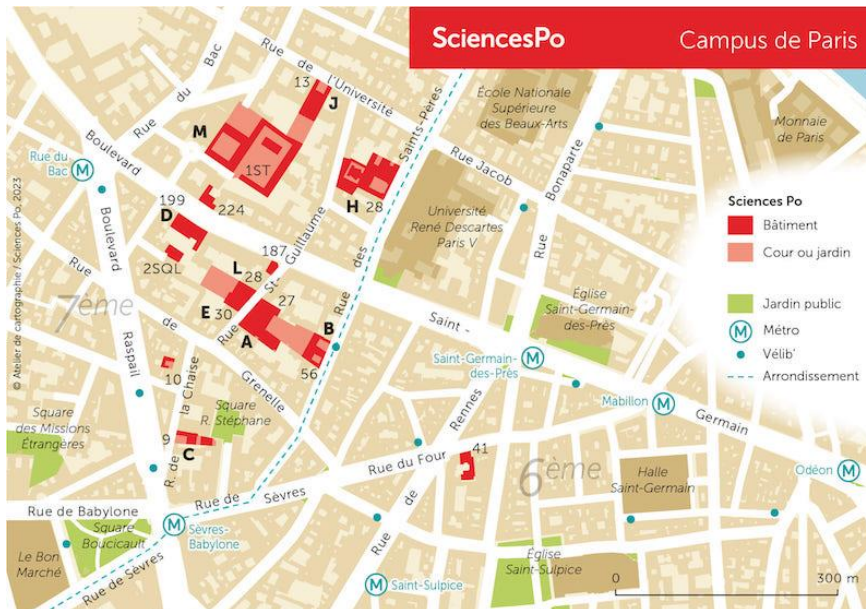 SciencesPo
Campus de Paris
Rue du Bac
Rue de l'Université
13
J
M
1ST
École Nationale
Supérieure
des Beaux-Arts
Monnaie
de Paris
Boulevard
Rue du
Bac
M
199
D
224
H
28
Rue des Saints-Pères
Rue Jacob
Rue Bonaparte
Université
René Descartes
Paris V
Sciences Po
Bâtiment
Cour ou jardin
Jardin public
M
Métro
Vélib'
Arrondissement
2SQL
187
L
28
Rue St-Guillaume
27
E
30
A
B
56
Saint-
Germain
Église
Saint-Germain-
des-Prés
Saint-Germain-
des-Prés
M
Mabillon
M
Odéon
M
7ème
Boulevard
Raspail
Rue de
Grenelle
10
R. de la Chaise
Square
R. Stéphane
Square
des Missions
Étrangères
9
C
Rue de Sèvres
Rue du Four
Rue de Rennes
41
6ème
Halle
Saint-Germain
Rue de Babylone
Square
Boucicault
Le Bon
Marché
Rue de Sèvres
M
Sèvres-
Babylone
M
Saint-Sulpice
Église
Saint-Sulpice
0
300 m
© Atelier de cartographie / Sciences Po, 2023